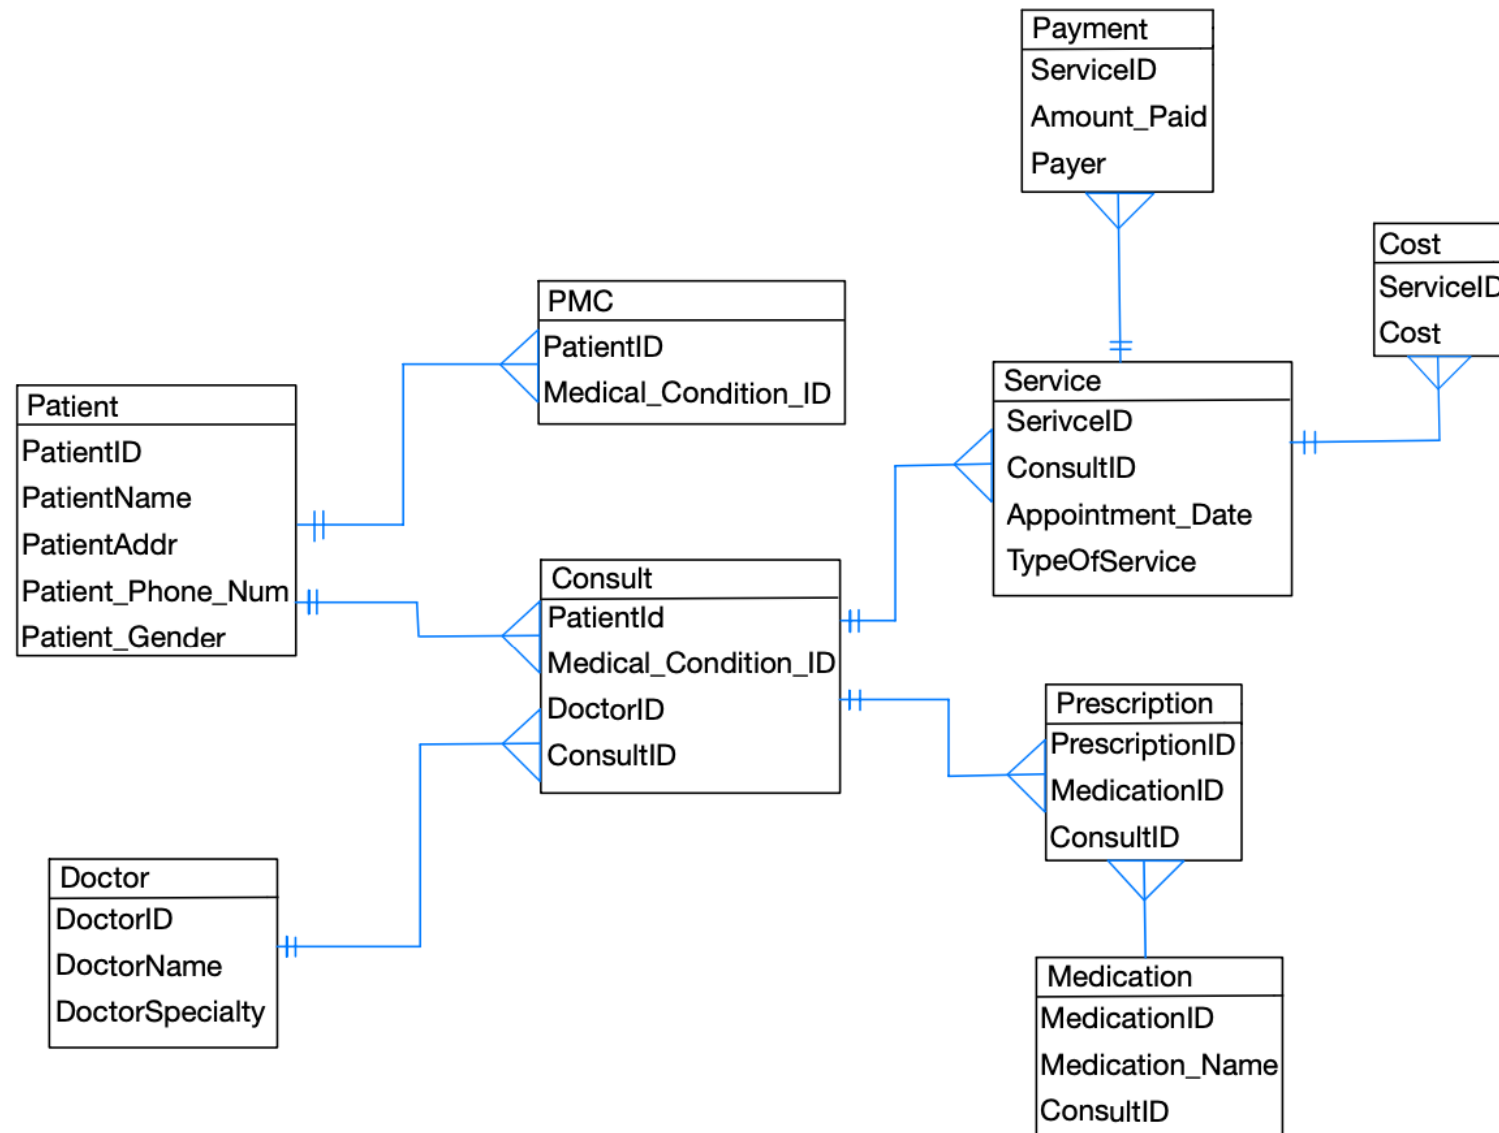 Payment
ServiceID
Amount_Paid
Payer
Cost
ServiceID
Cost
PMC
PatientID
Medical_Condition_ID
Patient
PatientID
PatientName
PatientAddr
Patient_Phone_Num
Patient_Gender
Service
SerivceID
ConsultID
Appointment_Date
TypeOfService
Consult
PatientId
Medical_Condition_ID
DoctorID
ConsultID
Prescription
PrescriptionID
MedicationID
ConsultID
Doctor
DoctorID
DoctorName
DoctorSpecialty
Medication
MedicationID
Medication_Name
ConsultID